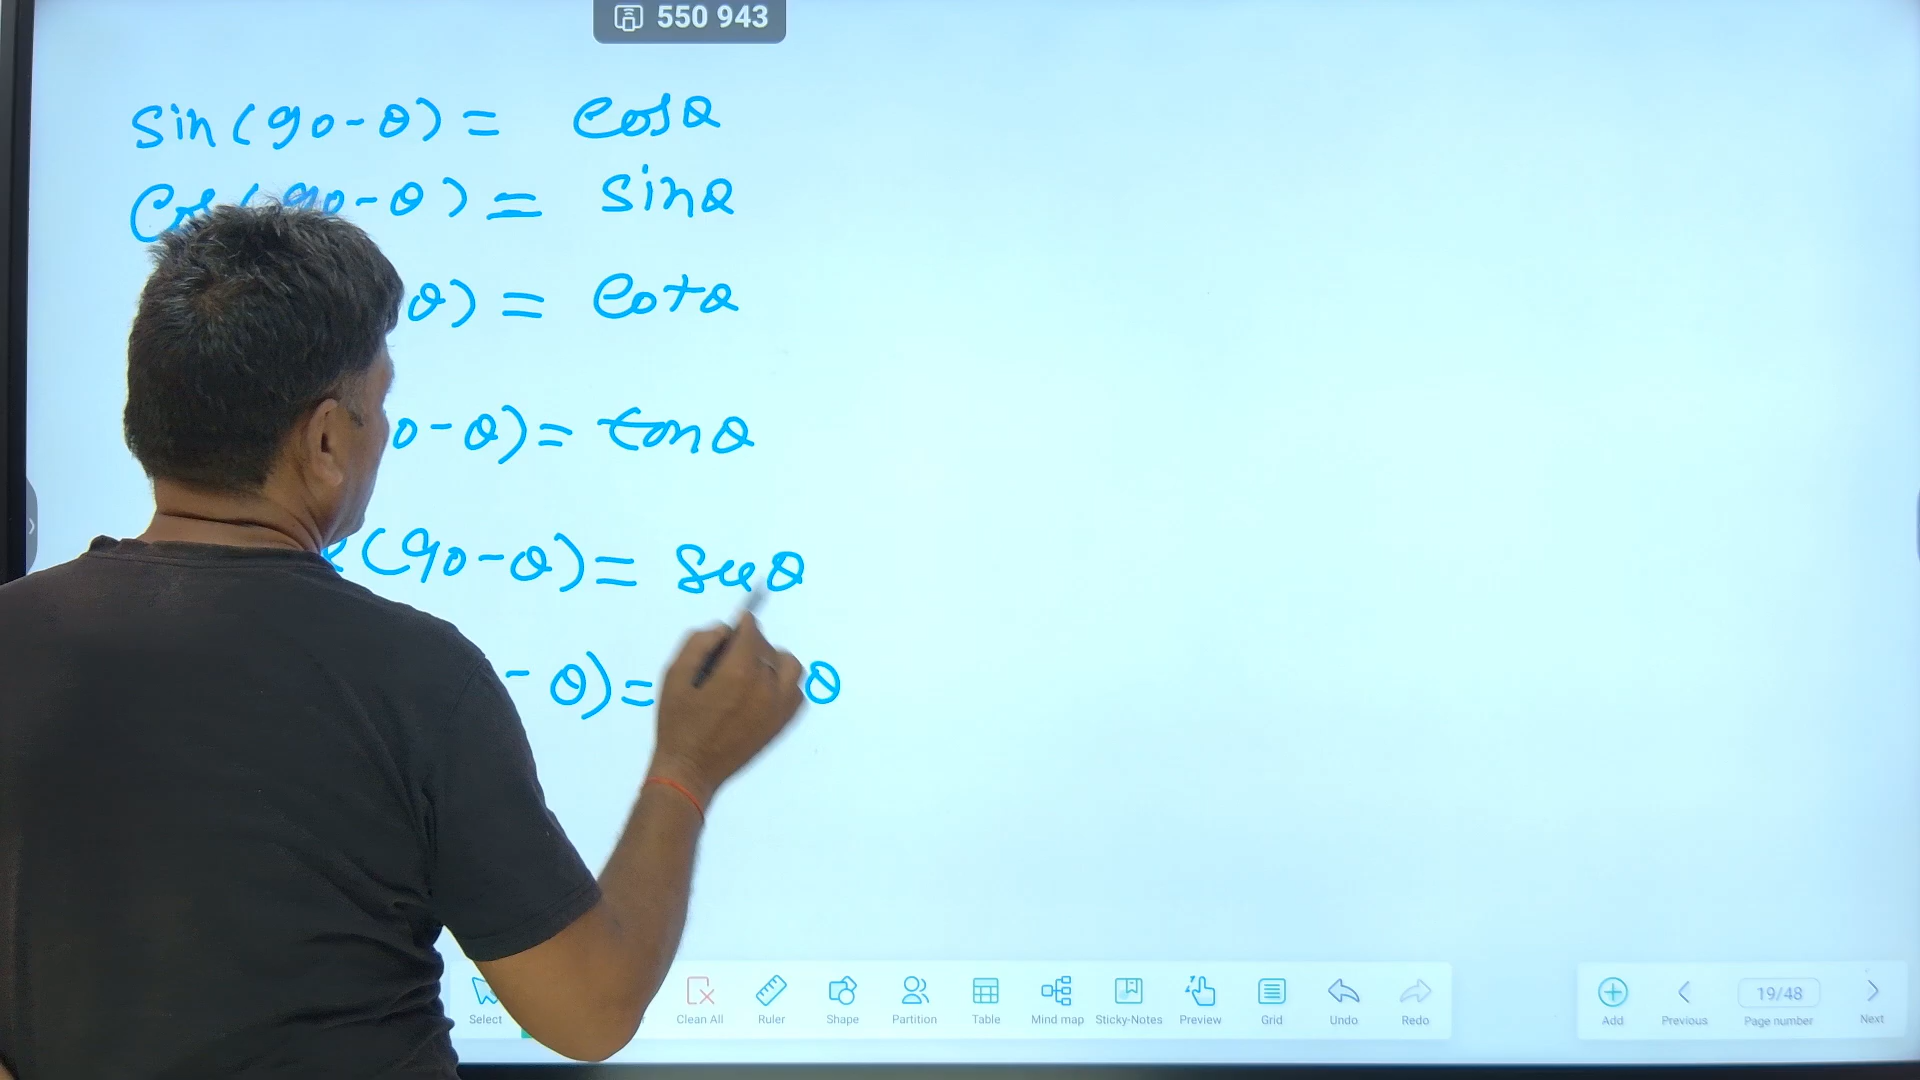 550 943
sin(90-θ) = cosθ
cos(90-θ) = sinθ
θ) = cotθ
0-θ) = tanθ
(90-θ) = secθ
- θ) = θ
Select Clean All Ruler Shape Partition Table Mind map Sticky-Notes Preview Grid Undo Redo Add Previous 19/48 Page number Next